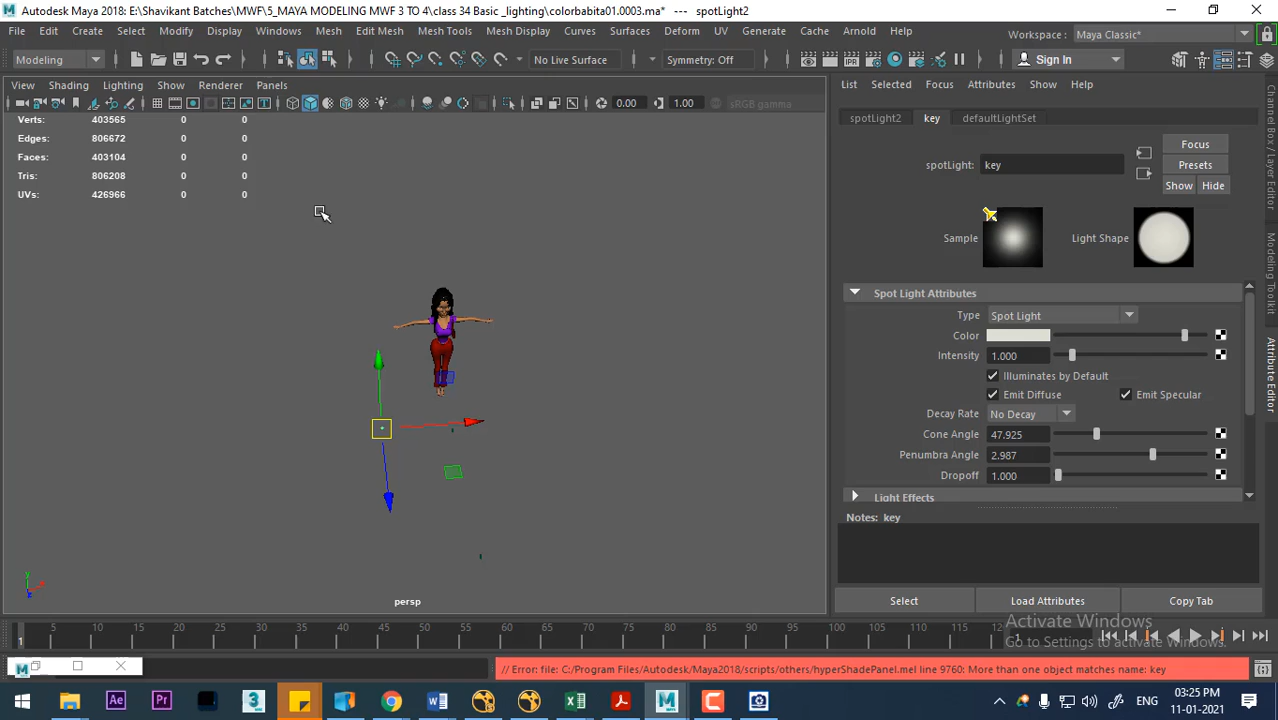 Autodesk Maya 2018: E:\Shavikant Batches\MWF\5_MAYA MODELING MWF 3 TO 4\class 34 Basic _lighting\colorbabita01.0003.ma* --- spotLight2
File Edit Create Select Modify Display Windows Mesh Edit Mesh Mesh Tools Mesh Display Curves Surfaces Deform UV Generate Cache Arnold Help
Workspace : Maya Classic*
Modeling No Live Surface Symmetry: Off Sign In
View Shading Lighting Show Renderer Panels
List Selected Focus Attributes Show Help
0.00 1.00 sRGB gamma
spotLight2 key defaultLightSet
Verts: 403565 0 0
Edges: 806672 0 0
Faces: 403104 0 0
Tris: 806208 0 0
UVs: 426966 0 0
Focus
spotLight: key Presets
Show Hide
Sample Light Shape
Spot Light Attributes
Type Spot Light
Color
Intensity 1.000
Illuminates by Default
Emit Diffuse Emit Specular
Decay Rate No Decay
Cone Angle 47.925
Penumbra Angle 2.987
Dropoff 1.000
Light Effects
Notes: key
Channel Box / Layer Editor
Modeling Toolkit
Attribute Editor
persp
Select Load Attributes Copy Tab
Activate Windows
Go to Settings to activate Windows.
1 5 10 15 20 25 30 35 40 45 50 55 60 65 70 75 80 85 90 95 100 105 110 115 12 1
// Error: file: C:/Program Files/Autodesk/Maya2018/scripts/others/hyperShadePanel.mel line 9760: More than one object matches name: key
ENG
03:25 PM
11-01-2021